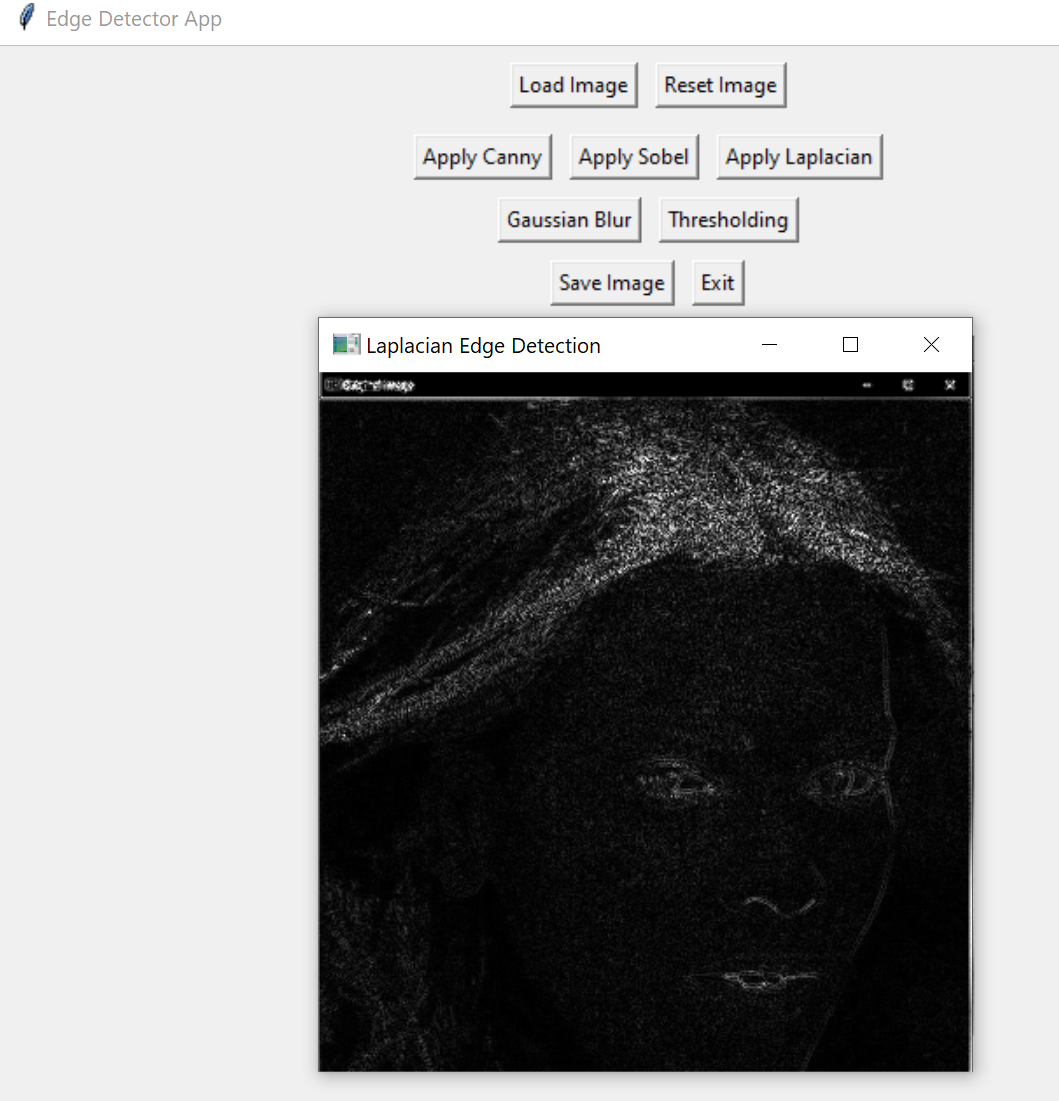 Edge Detector App
Load Image Reset Image
Apply Canny Apply Sobel Apply Laplacian
Gaussian Blur Thresholding
Save Image Exit
Laplacian Edge Detection